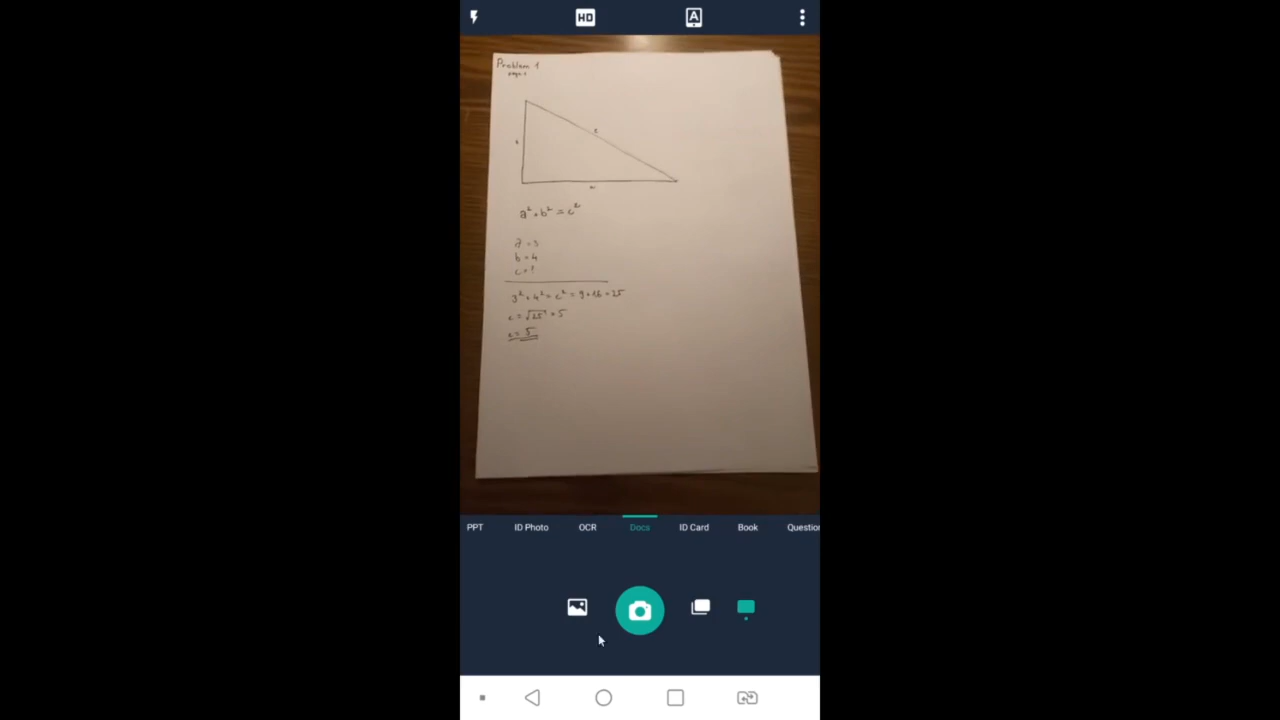 HD
A
Problem 1
c
a² + b² = c²
a = 3
b = 4
c = ?
3² + 4² = c² = 9 + 16 = 25
c = √25 = 5
c = 5
PPT ID Photo OCR Docs ID Card Book Question